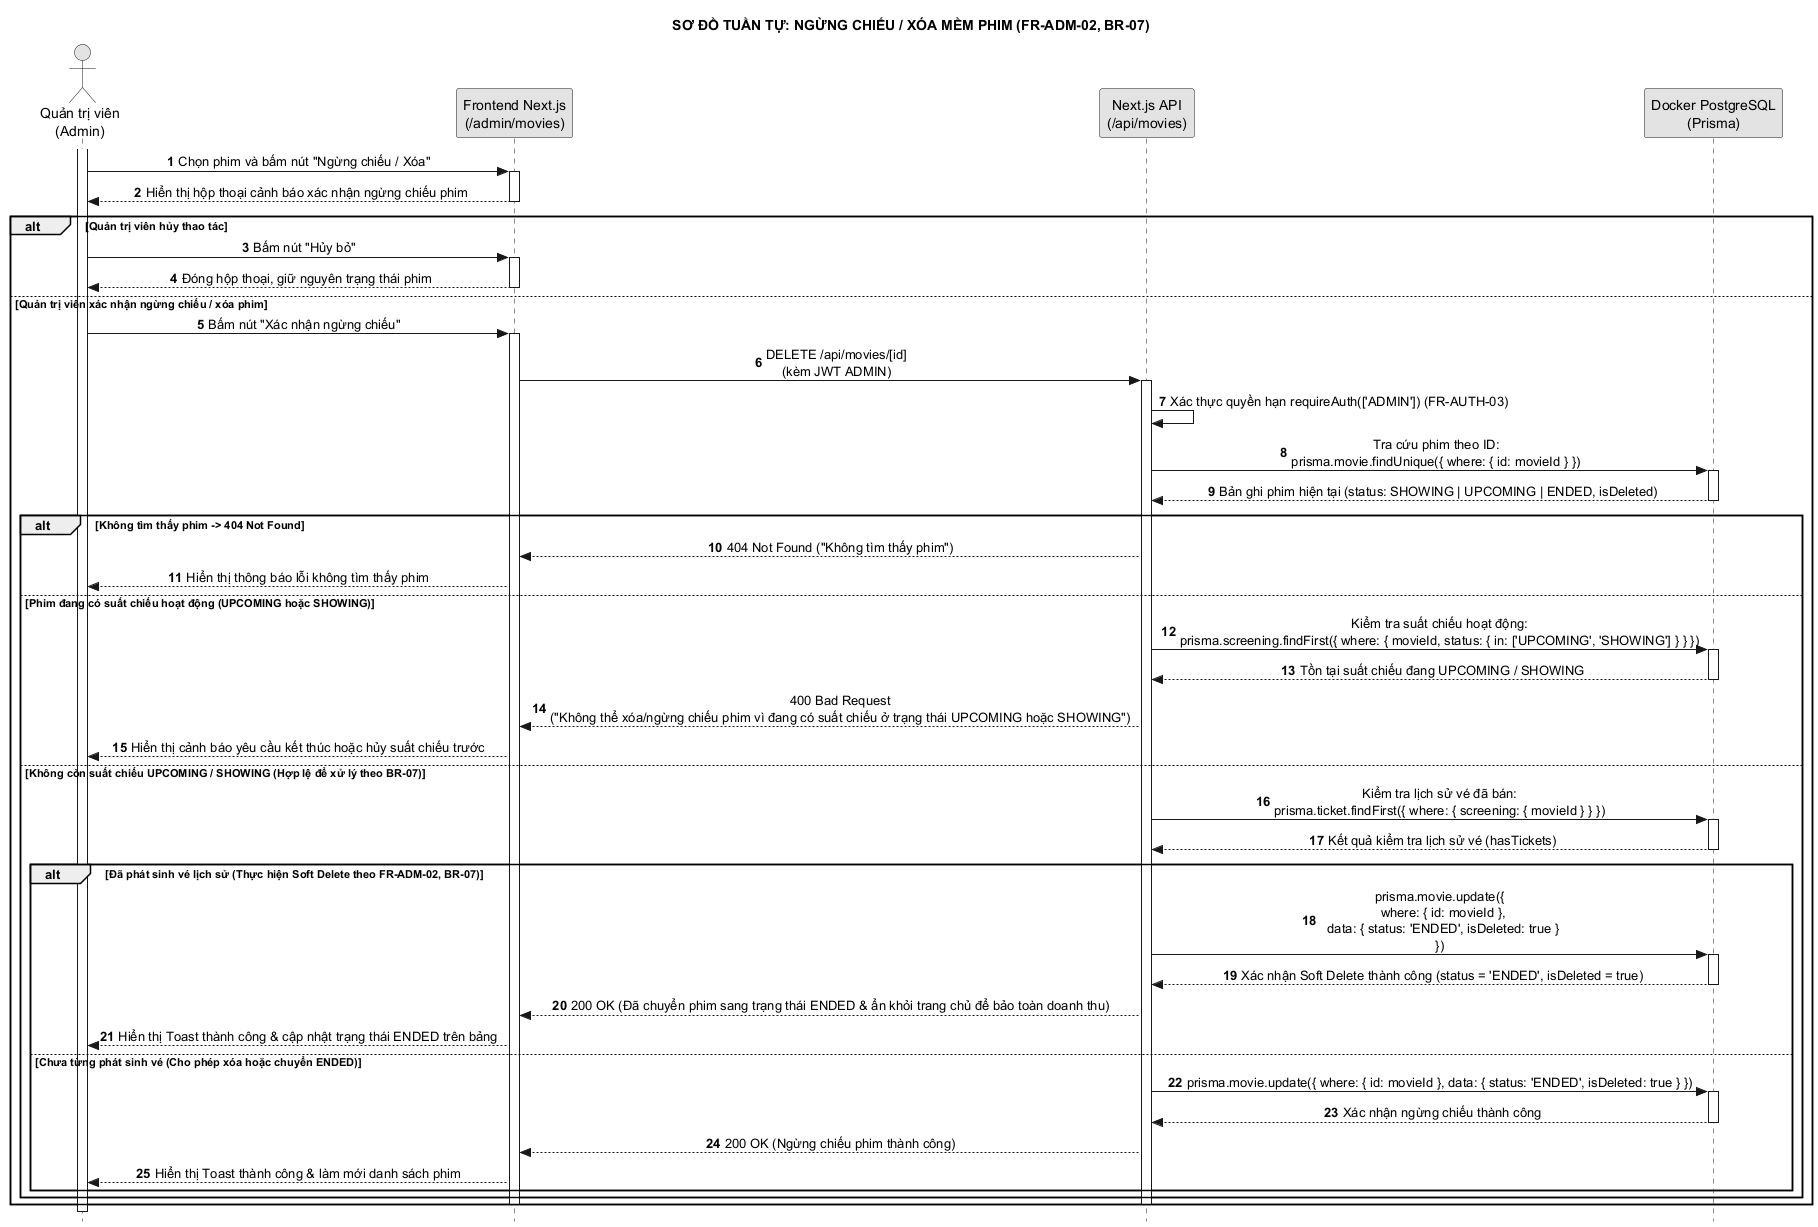 SƠ ĐỒ TUẦN TỰ: NGỪNG CHIẾU / XÓA MỀM PHIM (FR-ADM-02, BR-07)
Quản trị viên
(Admin)
Frontend Next.js
(/admin/movies)
Next.js API
(/api/movies)
Docker PostgreSQL
(Prisma)
1 Chọn phim và bấm nút "Ngừng chiếu / Xóa"
2 Hiển thị hộp thoại cảnh báo xác nhận ngừng chiếu phim
alt [Quản trị viên hủy thao tác]
3 Bấm nút "Hủy bỏ"
4 Đóng hộp thoại, giữ nguyên trạng thái phim
[Quản trị viên xác nhận ngừng chiếu / xóa phim]
5 Bấm nút "Xác nhận ngừng chiếu"
6 DELETE /api/movies/[id]
(kèm JWT ADMIN)
7 Xác thực quyền hạn requireAuth(['ADMIN']) (FR-AUTH-03)
8 Tra cứu phim theo ID:
prisma.movie.findUnique({ where: { id: movieId } })
9 Bản ghi phim hiện tại (status: SHOWING | UPCOMING | ENDED, isDeleted)
alt [Không tìm thấy phim -> 404 Not Found]
10 404 Not Found ("Không tìm thấy phim")
11 Hiển thị thông báo lỗi không tìm thấy phim
[Phim đang có suất chiếu hoạt động (UPCOMING hoặc SHOWING)]
12 Kiểm tra suất chiếu hoạt động:
prisma.screening.findFirst({ where: { movieId, status: { in: ['UPCOMING', 'SHOWING'] } } })
13 Tồn tại suất chiếu đang UPCOMING / SHOWING
14 400 Bad Request
("Không thể xóa/ngừng chiếu phim vì đang có suất chiếu ở trạng thái UPCOMING hoặc SHOWING")
15 Hiển thị cảnh báo yêu cầu kết thúc hoặc hủy suất chiếu trước
[Không còn suất chiếu UPCOMING / SHOWING (Hợp lệ để xử lý theo BR-07)]
16 Kiểm tra lịch sử vé đã bán:
prisma.ticket.findFirst({ where: { screening: { movieId } } })
17 Kết quả kiểm tra lịch sử vé (hasTickets)
alt [Đã phát sinh vé lịch sử (Thực hiện Soft Delete theo FR-ADM-02, BR-07)]
18 prisma.movie.update({
where: { id: movieId },
data: { status: 'ENDED', isDeleted: true }
})
19 Xác nhận Soft Delete thành công (status = 'ENDED', isDeleted = true)
20 200 OK (Đã chuyển phim sang trạng thái ENDED & ẩn khỏi trang chủ để bảo toàn doanh thu)
21 Hiển thị Toast thành công & cập nhật trạng thái ENDED trên bảng
[Chưa từng phát sinh vé (Cho phép xóa hoặc chuyển ENDED)]
22 prisma.movie.update({ where: { id: movieId }, data: { status: 'ENDED', isDeleted: true } })
23 Xác nhận ngừng chiếu thành công
24 200 OK (Ngừng chiếu phim thành công)
25 Hiển thị Toast thành công & làm mới danh sách phim